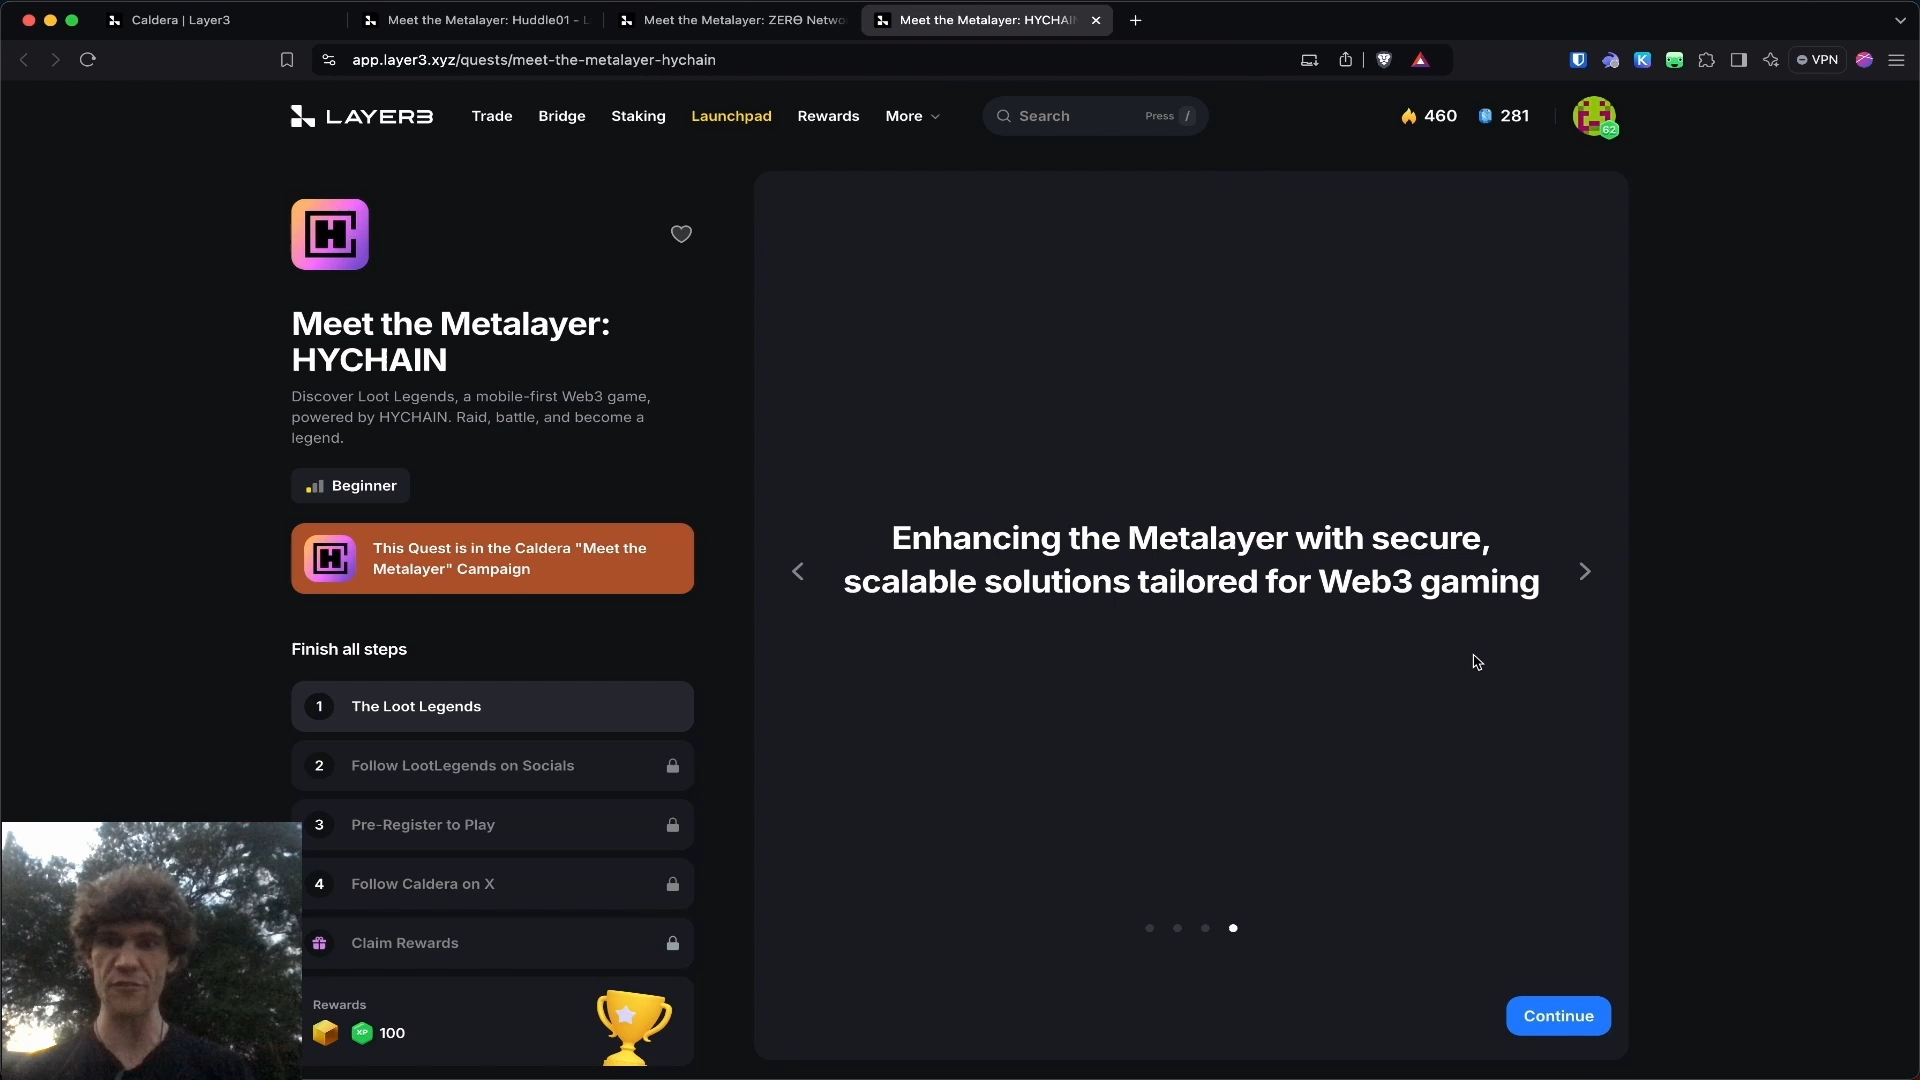 Caldera | Layer3
Meet the Metalayer: Huddle01 - L
Meet the Metalayer: ZERϴ Netwo
Meet the Metalayer: HYCHAIN
app.layer3.xyz/quests/meet-the-metalayer-hychain
VPN
LAYER3
Trade
Bridge
Staking
Launchpad
Rewards
More
Search
Press /
460
281
62
Meet the Metalayer:
HYCHAIN
Discover Loot Legends, a mobile-first Web3 game,
powered by HYCHAIN. Raid, battle, and become a
legend.
Beginner
This Quest is in the Caldera "Meet the
Metalayer" Campaign
Finish all steps
1 The Loot Legends
2 Follow LootLegends on Socials
3 Pre-Register to Play
4 Follow Caldera on X
Claim Rewards
Rewards
XP 100
Enhancing the Metalayer with secure,
scalable solutions tailored for Web3 gaming
Continue